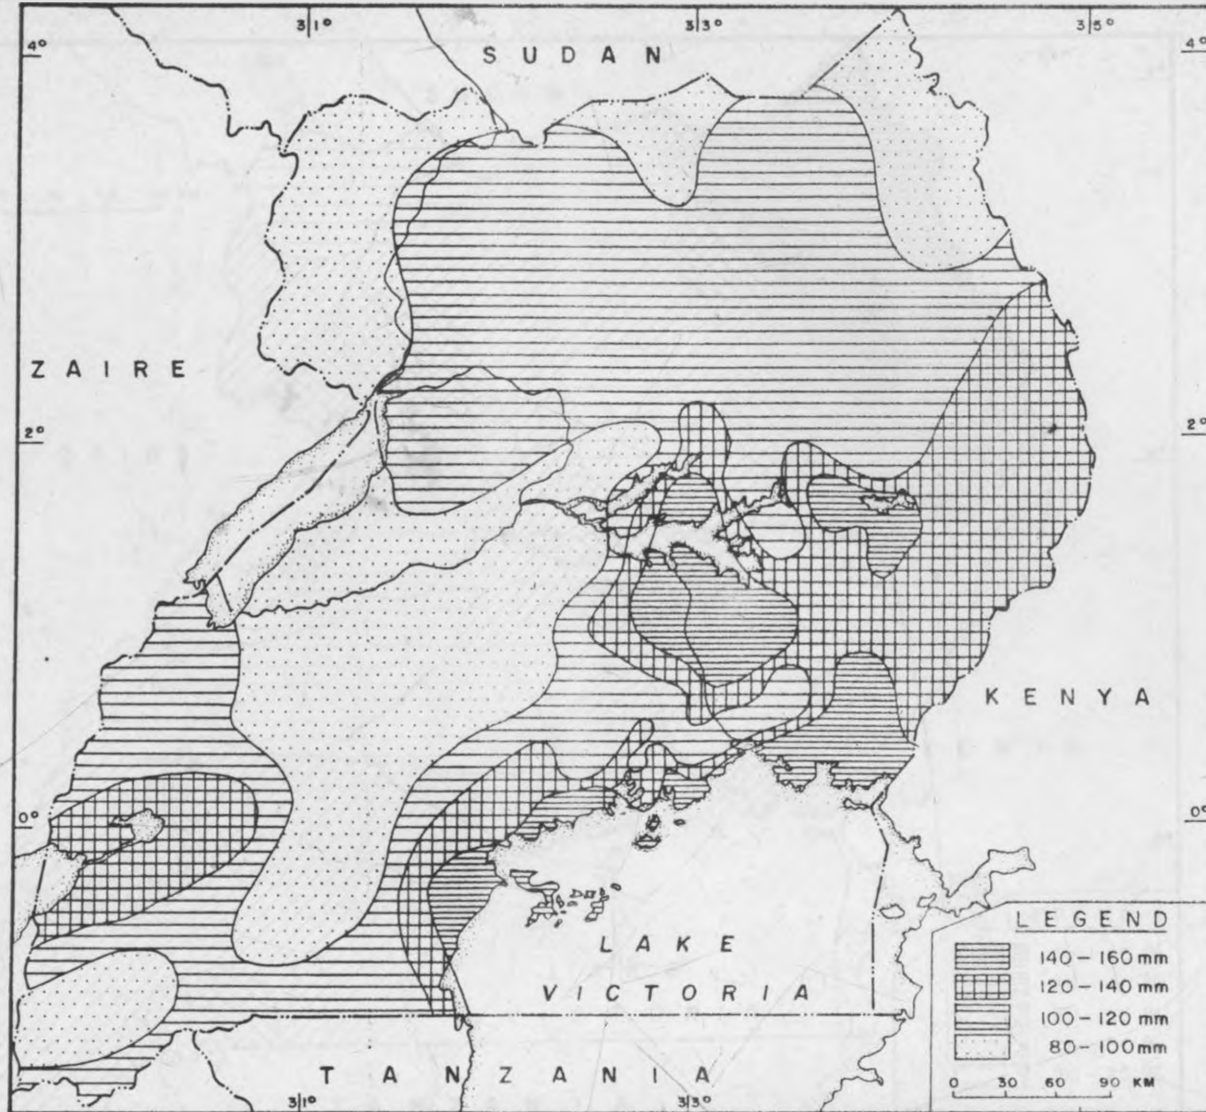 3|1° 3|3° 3|5°
4° 4°
SUDAN
ZAIRE
2° 2°
KENYA
0° 0°
LEGEND
140-160 mm
120-140 mm
100-120 mm
80-100 mm
0 30 60 90 KM
LAKE
VICTORIA
TANZANIA
3|1° 3|3°